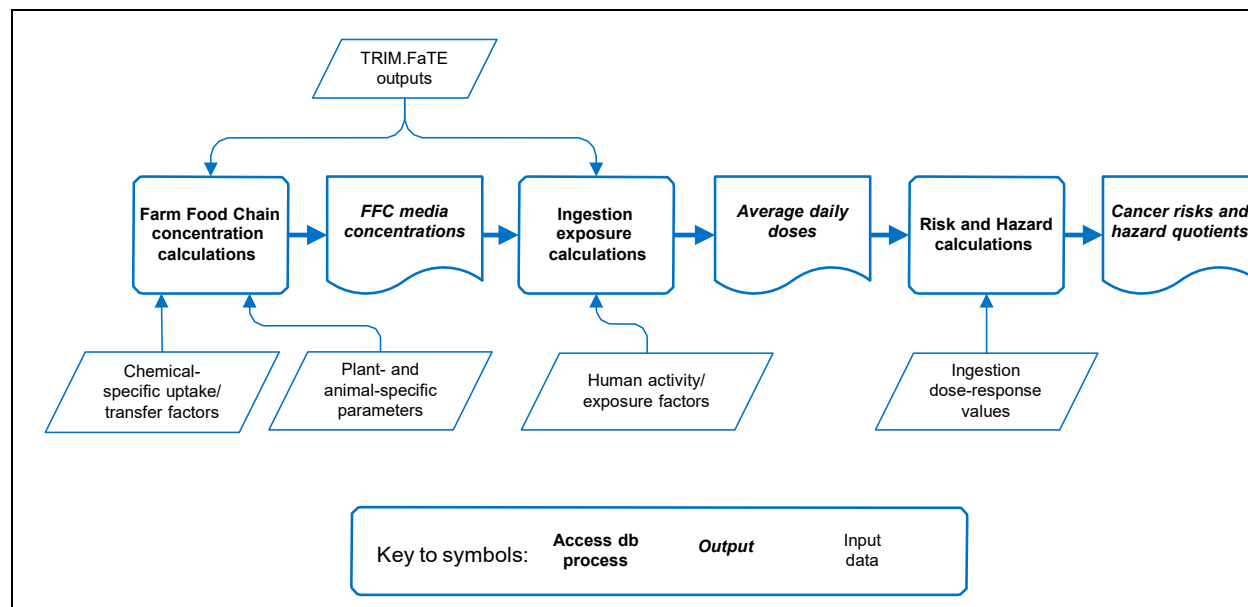 TRIM.FaTE
outputs
Farm Food Chain
concentration
calculations
FFC media
concentrations
Ingestion
exposure
calculations
Average daily
doses
Risk and Hazard
calculations
Cancer risks and
hazard quotients
Chemical-
specific uptake/
transfer factors
Plant- and
animal-specific
parameters
Human activity/
exposure factors
Ingestion
dose-response
values
Key to symbols:
Access db
process
Output
Input
data